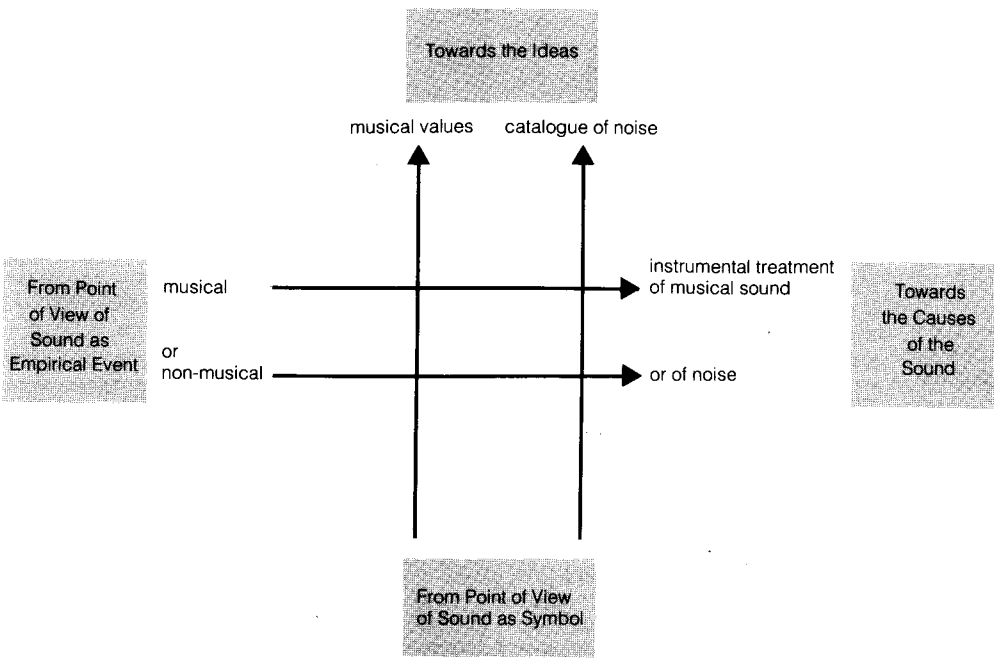 Towards the Ideas
musical values
catalogue of noise
From Point
of View of
Sound as
Empirical Event
musical
or
non-musical
instrumental treatment
of musical sound
or of noise
Towards
the Causes
of the
Sound
From Point of View
of Sound as Symbol